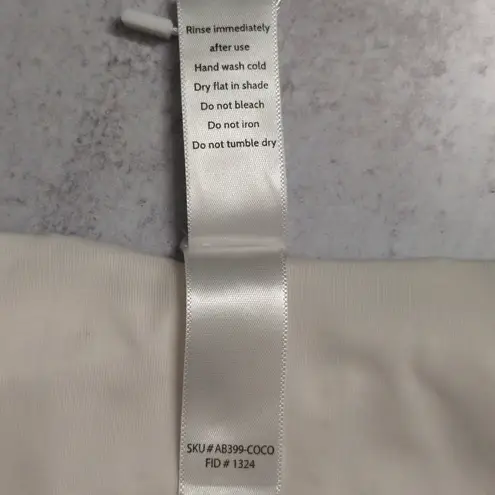 Rinse immediately
after use
Hand wash cold
Dry flat in shade
Do not bleach
Do not iron
Do not tumble dry
SKU # AB399-COCO
FID # 1324